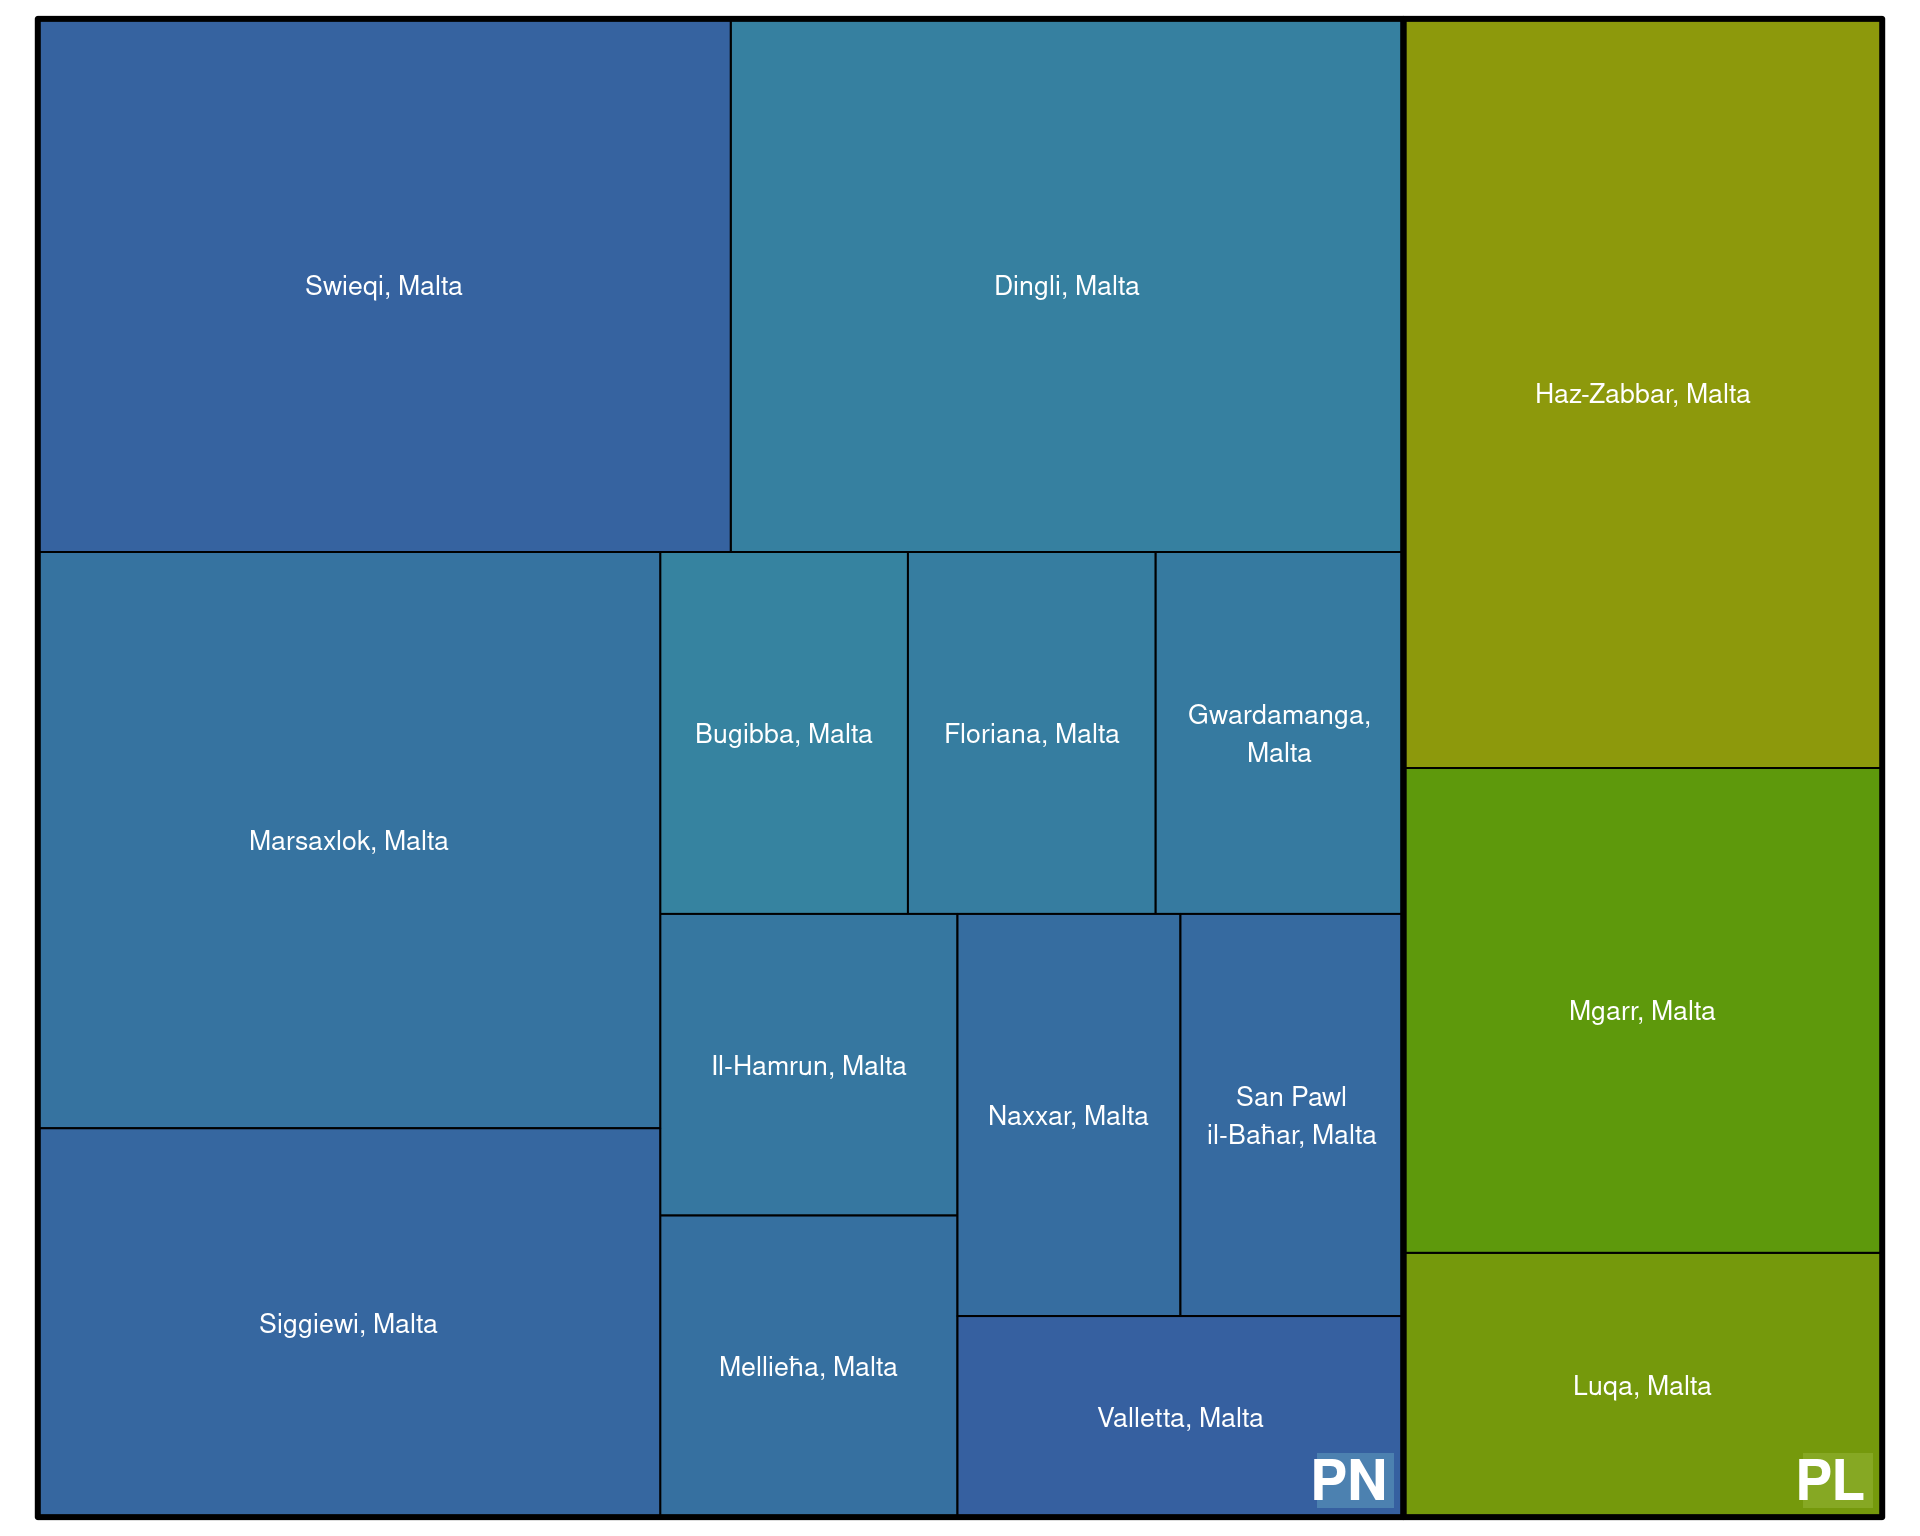 Swieqi, Malta
Dingli, Malta
Haz-Zabbar, Malta
Marsaxlok, Malta
Bugibba, Malta
Floriana, Malta
Gwardamanga,
Malta
Mgarr, Malta
Il-Hamrun, Malta
Naxxar, Malta
San Pawl
il-Baħar, Malta
Siggiewi, Malta
Mellieħa, Malta
Valletta, Malta
Luqa, Malta
PN
PL